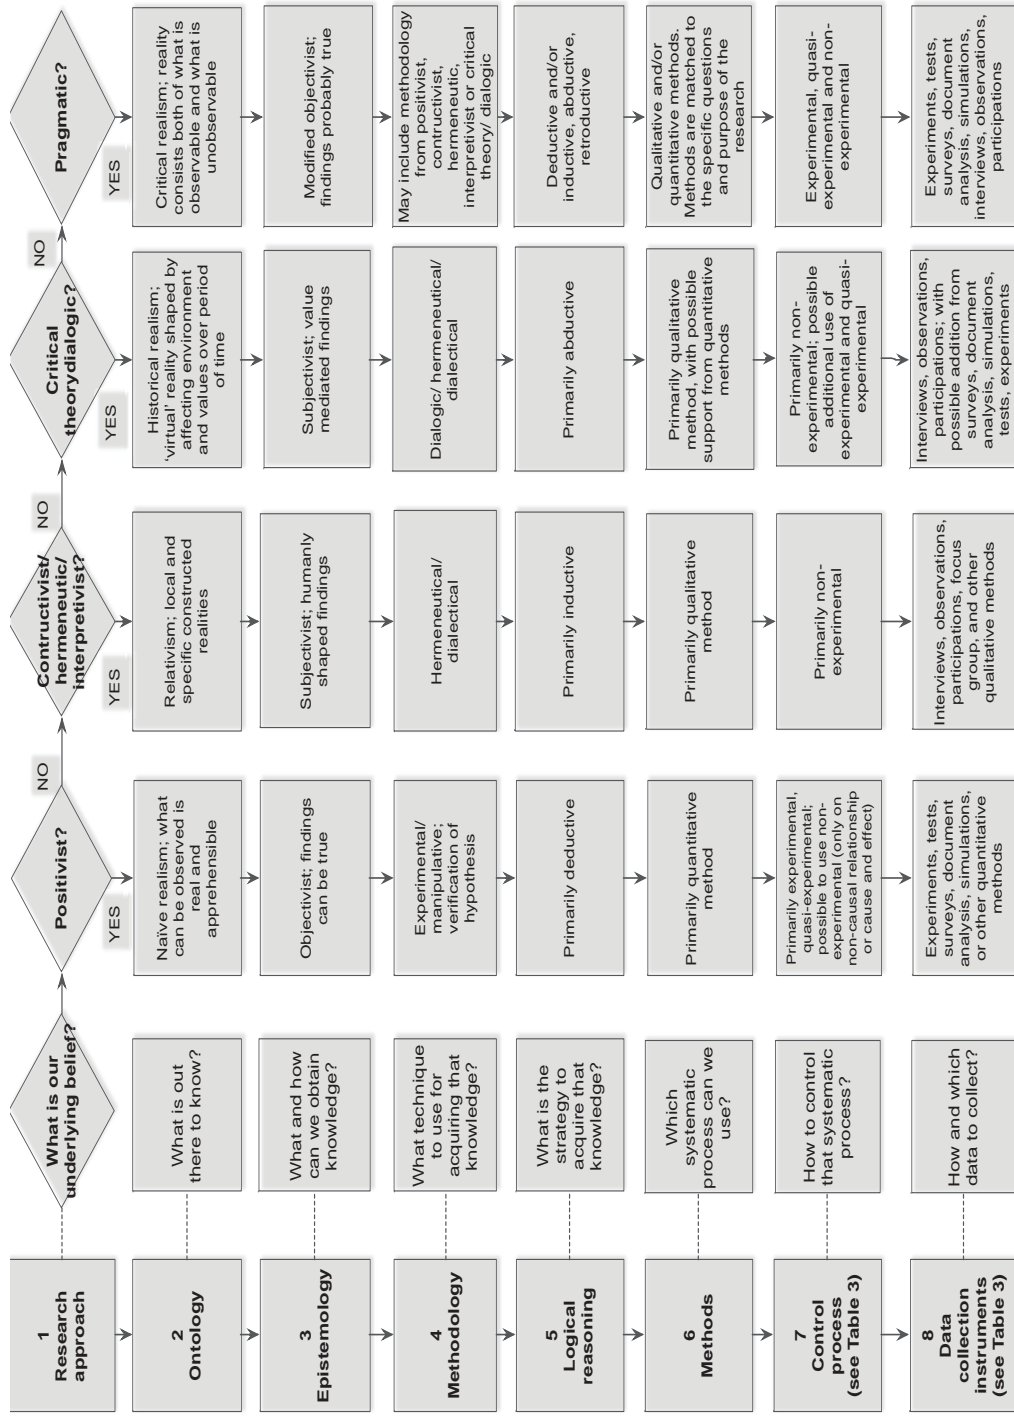 1
Research
approach
What is our
underlying belief?
Positivist?
NO
Contructivist/
hermeneutic/
interpretivist?
NO
Critical
theorydialogic?
NO
Pragmatic?
YES
YES
YES
YES
2
Ontology
What is out
there to know?
Naïve realism; what
can be observed is
real and
apprehensible
Relativism; local and
specific constructed
realities
Historical realism;
‘virtual’ reality shaped by
affecting environment
and values over period
of time
Critical realism; reality
consists both of what is
observable and what is
unobservable
3
Epistemology
What and how
can we obtain
knowledge?
Objectivist; findings
can be true
Subjectivist; humanly
shaped findings
Subjectivist; value
mediated findings
Modified objectivist;
findings probably true
4
Methodology
What technique
to use for
acquiring that
knowledge?
Experimental/
manipulative;
verification of
hypothesis
Hermeneutical/
dialectical
Dialogic/ hermeneutical/
dialectical
May include methodology
from positivist,
contructivist,
hermeneutic,
interpretivist or critical
theory/ dialogic
5
Logical
reasoning
What is the
strategy to
acquire that
knowledge?
Primarily deductive
Primarily inductive
Primarily abductive
Deductive and/or
inductive, abductive,
retroductive
6
Methods
Which
systematic
process can we
use?
Primarily quantitative
method
Primarily qualitative
method
Primarily qualitative
method, with possible
support from quantitative
methods
Qualitative and/or
quantitative methods.
Methods are matched to
the specific questions
and purpose of the
research
7
Control
process
(see Table 3)
How to control
that systematic
process?
Primarily experimental,
quasi-experimental;
possible to use non-
experimental (only on
non-causal relationship
or cause and effect)
Primarily non-
experimental
Primarily non-
experimental; possible
additional use of
experimental and quasi-
experimental
Experimental, quasi-
experimental and non-
experimental
8
Data
collection
instruments
(see Table 3)
How and which
data to collect?
Experiments, tests,
surveys, document
analysis, simulations,
or other quantitative
methods
Interviews, observations,
participations, focus
group, and other
qualitative methods
Interviews, observations,
participations; with
possible addition from
surveys, document
analysis, simulations,
tests, experiments
Experiments, tests,
surveys, document
analysis, simulations,
interviews, observations,
participations